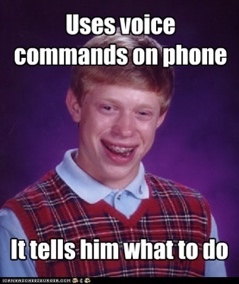 Uses voice
commands on phone
It tells him what to do